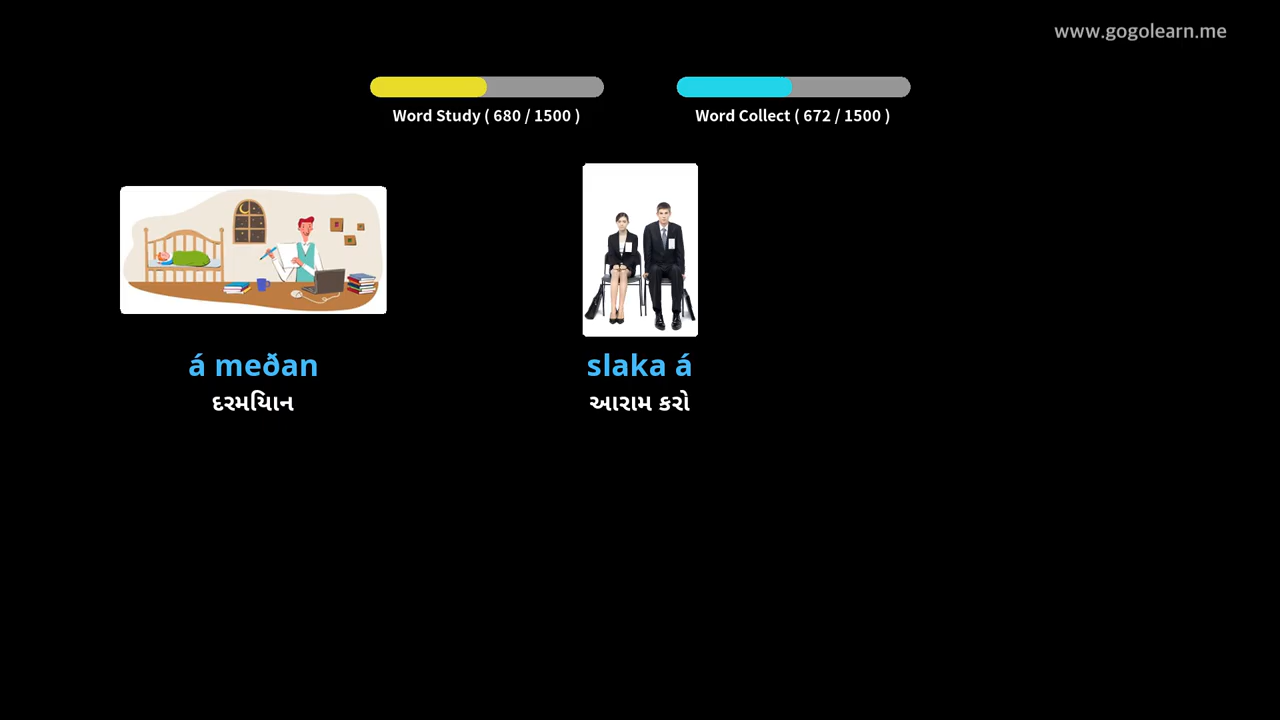 www.gogolearn.me
Word Study ( 680 / 1500 )
Word Collect ( 672 / 1500 )
á meðan
દરમિયાન
slaka á
આરામ કરો